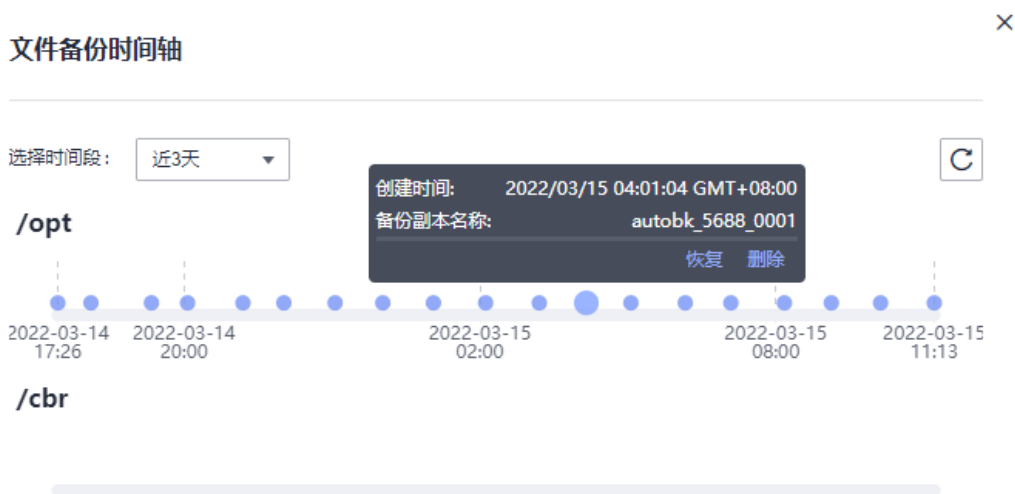 文件备份时间轴
选择时间段：
近3天
创建时间: 2022/03/15 04:01:04 GMT+08:00
备份副本名称: autobk_5688_0001
恢复 删除
/opt
2022-03-14 2022-03-14 2022-03-15 2022-03-15 2022-03-15
17:26 20:00 02:00 08:00 11:13
/cbr